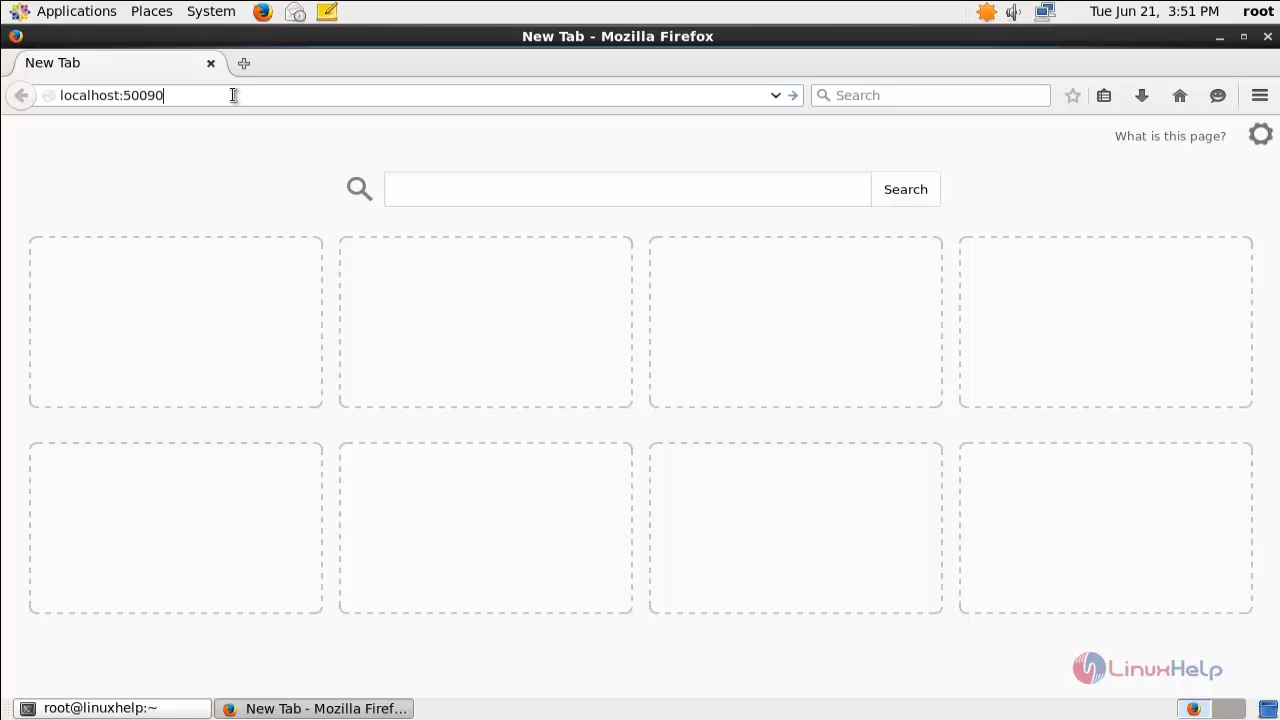 Applications Places System Tue Jun 21, 3:51 PM root
New Tab - Mozilla Firefox
New Tab
localhost:50090 Search
What is this page?
Search
LinuxHelp
root@linuxhelp:~ New Tab - Mozilla Firef...